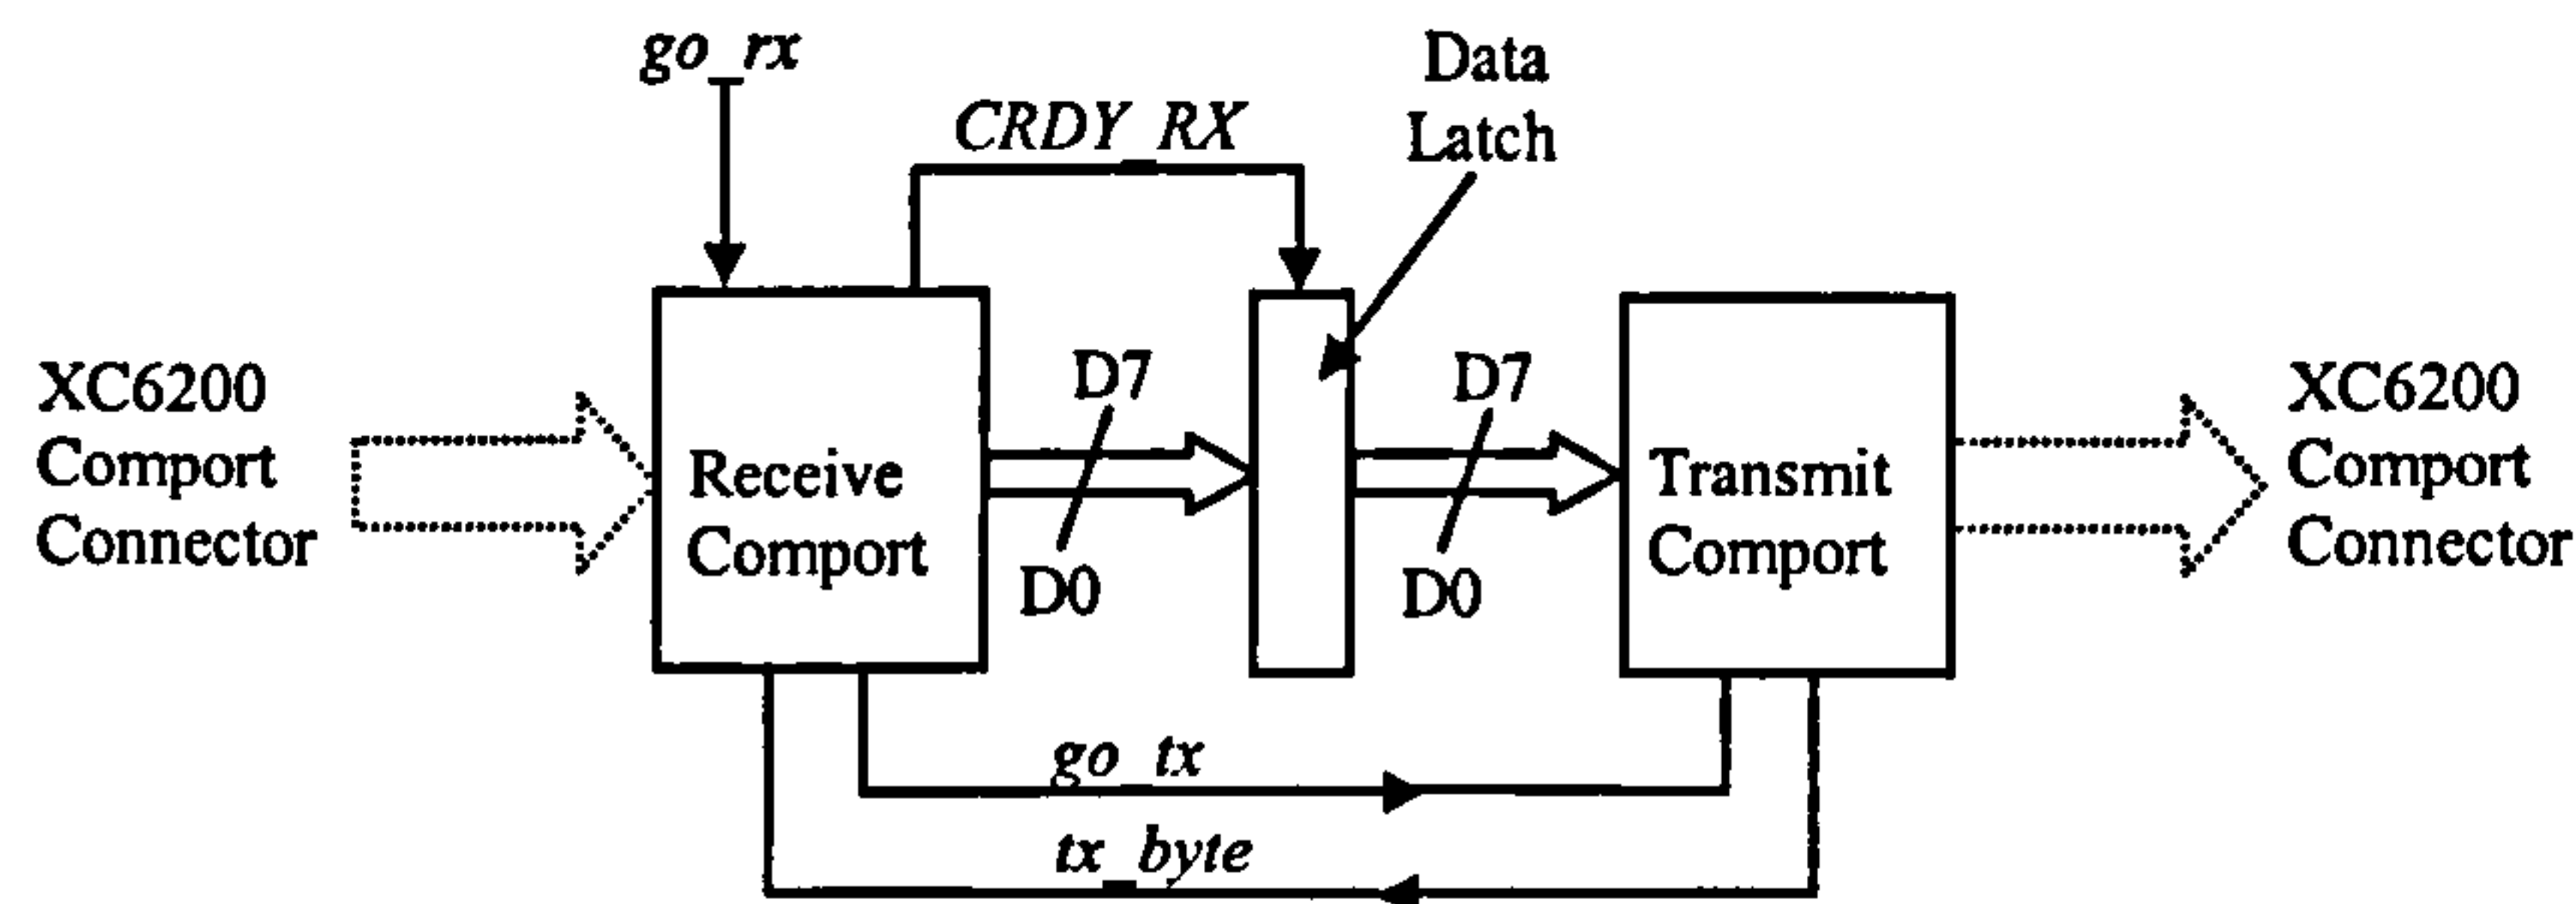 go_rx
CRDY_RX
Data
Latch
XC6200
Comport
Connector
Receive
Comport
D7
D0
D7
D0
Transmit
Comport
XC6200
Comport
Connector
go_tx
tx_byte